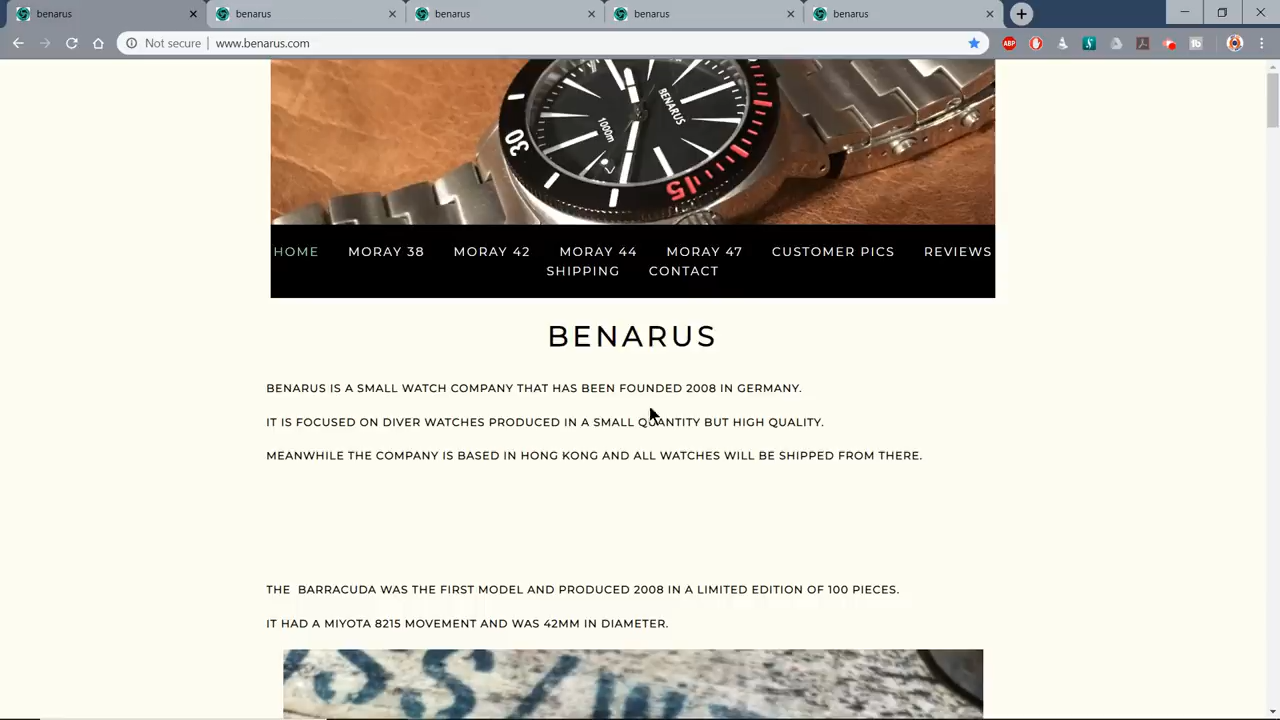 benarus benarus benarus benarus benarus
Not secure www.benarus.com ABP
BENARUS
1000m
30
15
HOME MORAY 38 MORAY 42 MORAY 44 MORAY 47 CUSTOMER PICS REVIEWS
SHIPPING CONTACT
BENARUS
BENARUS IS A SMALL WATCH COMPANY THAT HAS BEEN FOUNDED 2008 IN GERMANY.
IT IS FOCUSED ON DIVER WATCHES PRODUCED IN A SMALL QUANTITY BUT HIGH QUALITY.
MEANWHILE THE COMPANY IS BASED IN HONG KONG AND ALL WATCHES WILL BE SHIPPED FROM THERE.
THE BARRACUDA WAS THE FIRST MODEL AND PRODUCED 2008 IN A LIMITED EDITION OF 100 PIECES.
IT HAD A MIYOTA 8215 MOVEMENT AND WAS 42MM IN DIAMETER.